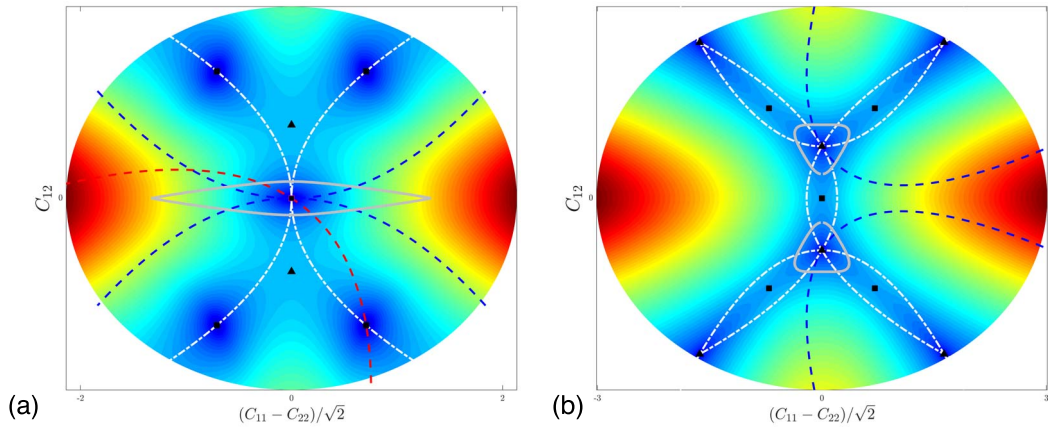 C₁₂
0
-2
0
2
(a)
(C₁₁ − C₂₂)/√2
C₁₂
0
-3
0
3
(b)
(C₁₁ − C₂₂)/√2